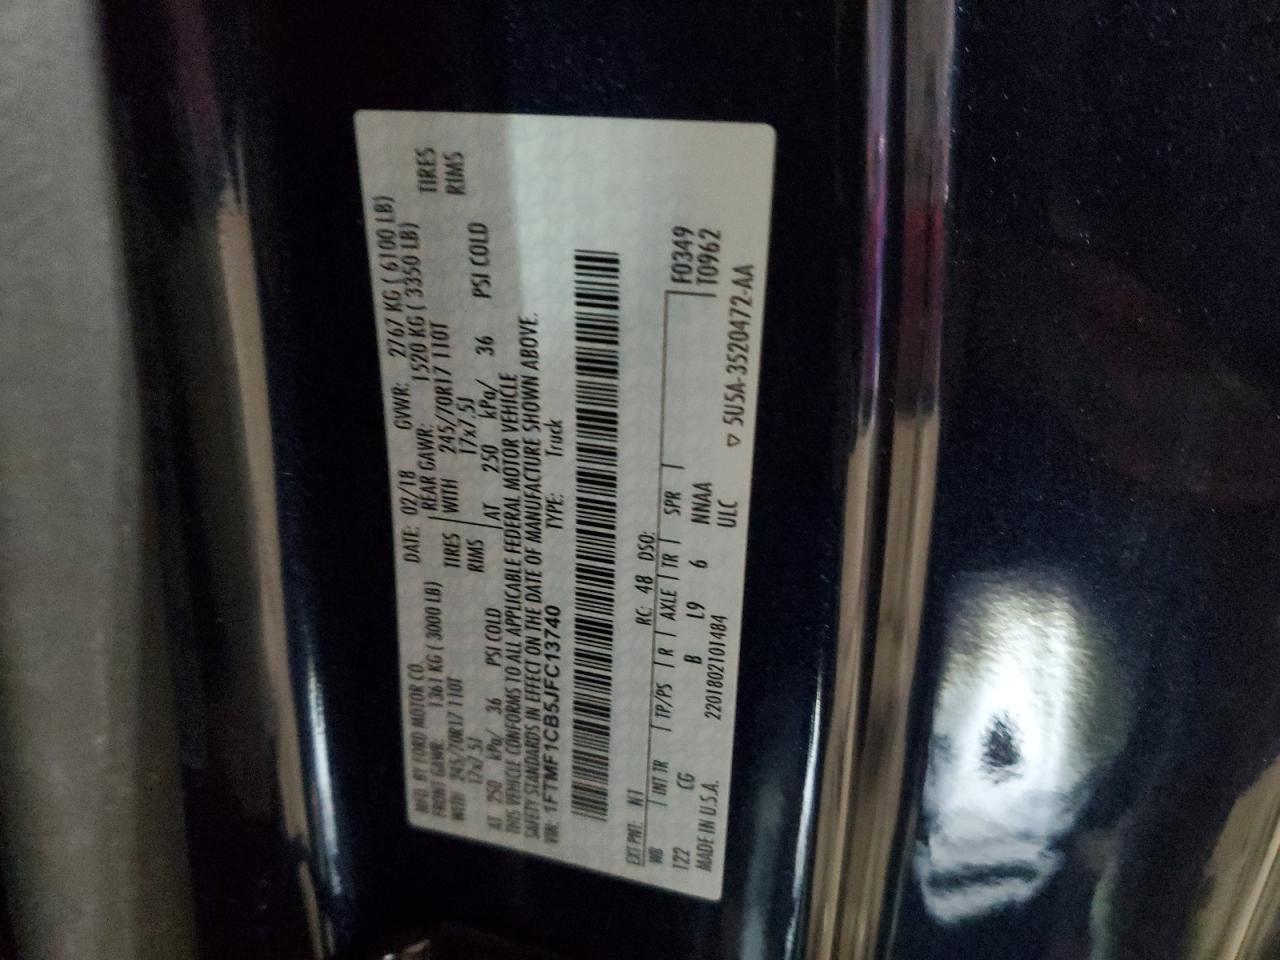 MFD. BY FORD MOTOR CO.
DATE: 02/18 GVWR: 2767 KG ( 6100 LB)
FRONT GAWR: 1361 KG ( 3000 LB) REAR GAWR: 1520 KG ( 3350 LB)
WITH 245/70R17 110T TIRES WITH 245/70R17 110T TIRES
17x7.5J RIMS 17x7.5J RIMS
AT 250 kPa/ 36 PSI COLD AT 250 kPa/ 36 PSI COLD
THIS VEHICLE CONFORMS TO ALL APPLICABLE FEDERAL MOTOR VEHICLE
SAFETY STANDARDS IN EFFECT ON THE DATE OF MANUFACTURE SHOWN ABOVE.
VIN: 1FTMF1CB5JFC13740 TYPE: Truck
EXT PNT: N1 RC: 48 DSO:
WB INT TR TP/PS R AXLE TR SPR F0349
122 CG B L9 6 NNAA T0962
ULC
MADE IN U.S.A. 2201802101484 ▽ 5U5A-3520472-AA